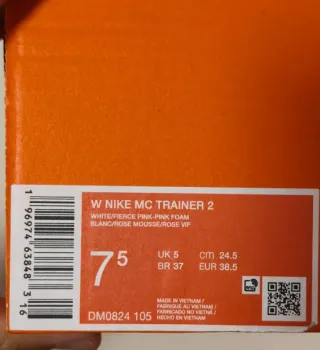 W NIKE MC TRAINER 2
WHITE/FIERCE PINK-PINK FOAM
BLANC/ROSE MOUSSE/ROSE VIF
7⁵
UK 5
cm 24.5
BR 37
EUR 38.5
DM0824 105
MADE IN VIETNAM /
FABRIQUÉ AU VIETNAM /
FABRICADO NO VIETNÃ /
HECHO EN VIETNAM
1 96974 63848 3 16